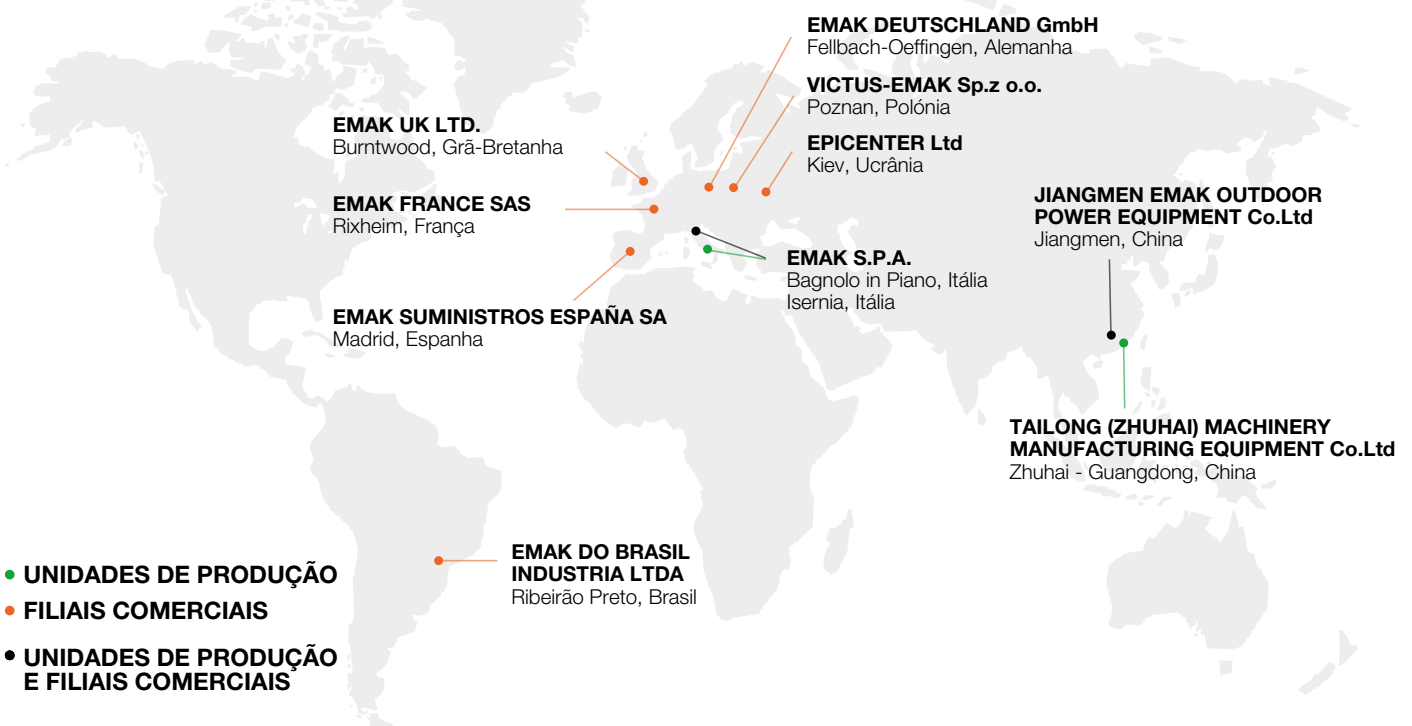 EMAK DEUTSCHLAND GmbH
Fellbach-Oeffingen, Alemanha
VICTUS-EMAK Sp.z o.o.
Poznan, Polónia
EMAK UK LTD.
Burntwood, Grã-Bretanha
EPICENTER Ltd
Kiev, Ucrânia
EMAK FRANCE SAS
Rixheim, França
JIANGMEN EMAK OUTDOOR
POWER EQUIPMENT Co.Ltd
Jiangmen, China
EMAK S.P.A.
Bagnolo in Piano, Itália
Isernia, Itália
EMAK SUMINISTROS ESPAÑA SA
Madrid, Espanha
TAILONG (ZHUHAI) MACHINERY
MANUFACTURING EQUIPMENT Co.Ltd
Zhuhai - Guangdong, China
EMAK DO BRASIL
INDUSTRIA LTDA
Ribeirão Preto, Brasil
UNIDADES DE PRODUÇÃO
FILIAIS COMERCIAIS
UNIDADES DE PRODUÇÃO
E FILIAIS COMERCIAIS